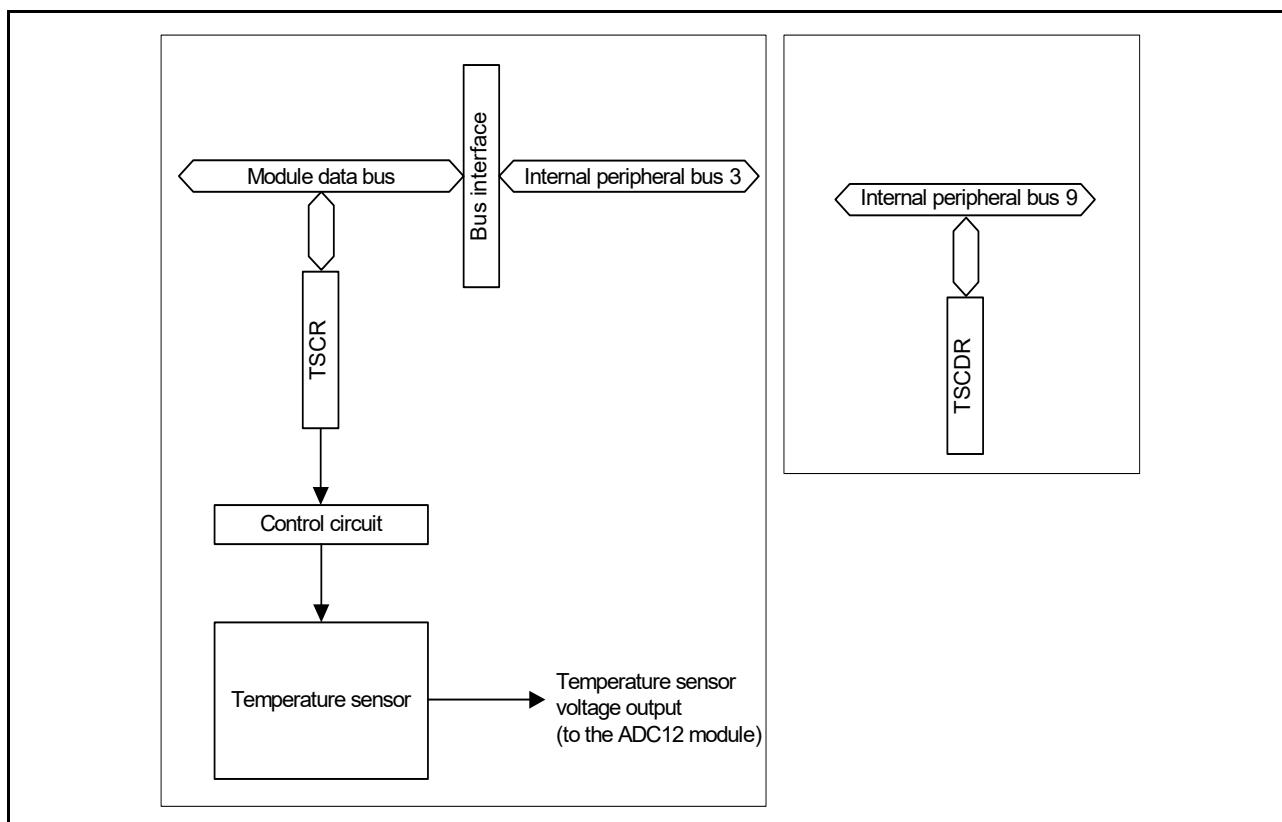 Bus interface
Module data bus
Internal peripheral bus 3
TSCR
Control circuit
Temperature sensor
Temperature sensor
voltage output
(to the ADC12 module)
Internal peripheral bus 9
TSCDR